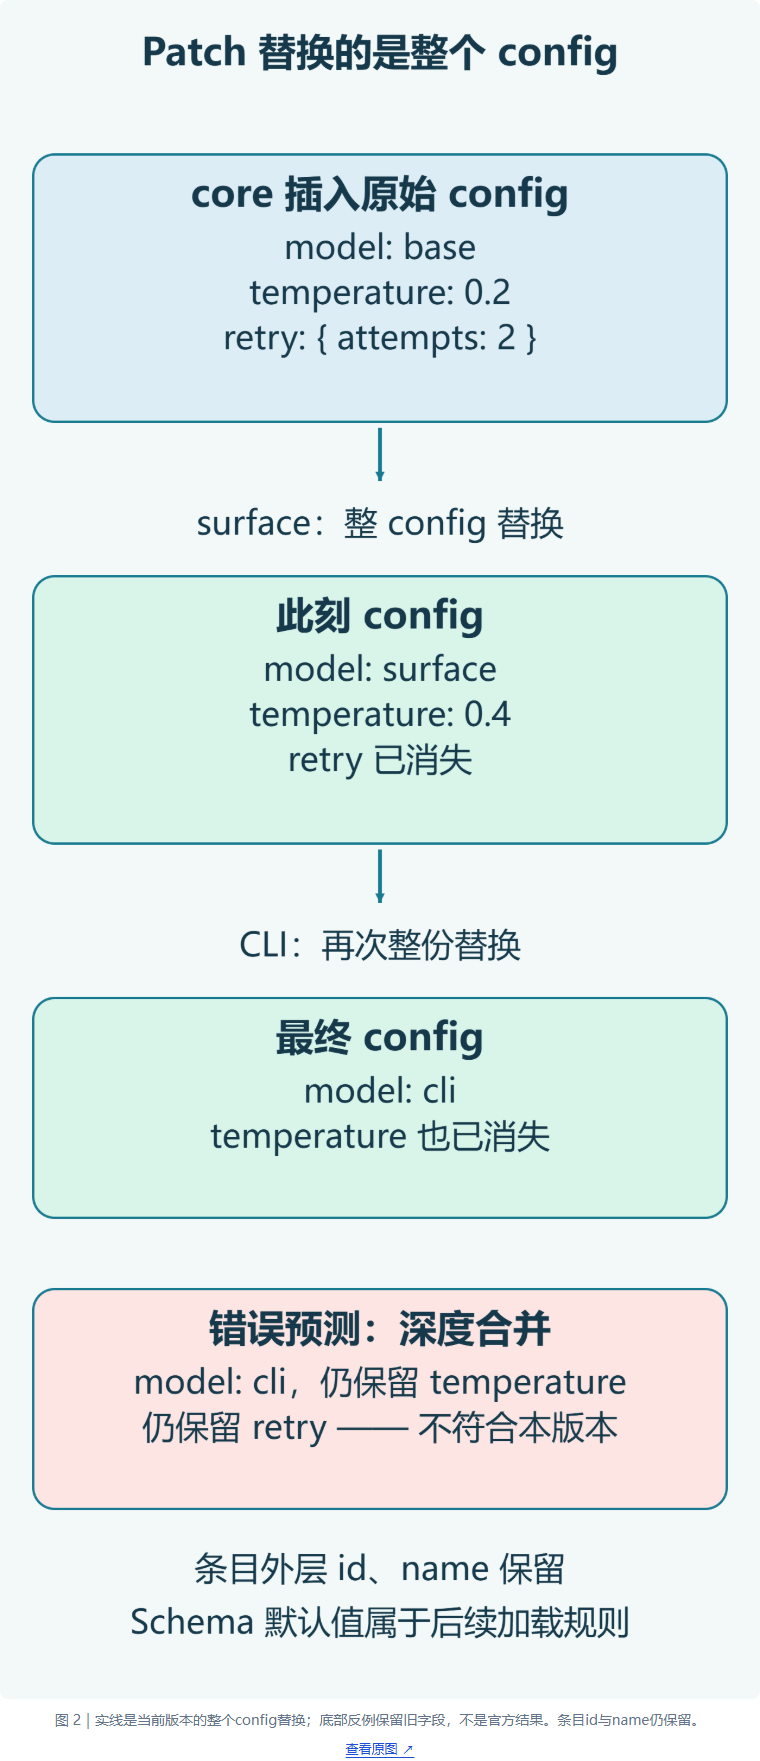 Patch 替换的是整个 config
core 插入原始 config
model: base
temperature: 0.2
retry: { attempts: 2 }
surface：整 config 替换
此刻 config
model: surface
temperature: 0.4
retry 已消失
CLI：再次整份替换
最终 config
model: cli
temperature 也已消失
错误预测：深度合并
model: cli，仍保留 temperature
仍保留 retry —— 不符合本版本
条目外层 id、name 保留
Schema 默认值属于后续加载规则
图 2｜实线是当前版本的整个config替换；底部反例保留旧字段，不是官方结果。条目id与name仍保留。
查看原图 ↗